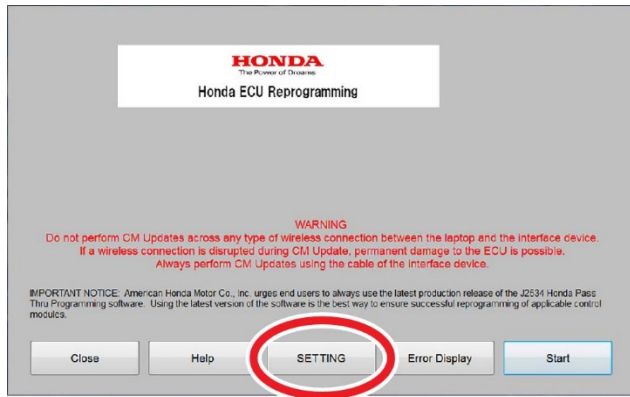 HONDA
The Power of Dreams
Honda ECU Reprogramming
WARNING
Do not perform CM Updates across any type of wireless connection between the laptop and the interface device.
If a wireless connection is disrupted during CM Update, permanent damage to the ECU is possible.
Always perform CM Updates using the cable of the interface device.
IMPORTANT NOTICE: American Honda Motor Co., Inc. urges end users to always use the latest production release of the J2534 Honda Pass
Thru Programming software. Using the latest version of the software is the best way to ensure successful reprogramming of applicable control
modules.
Close Help SETTING Error Display Start